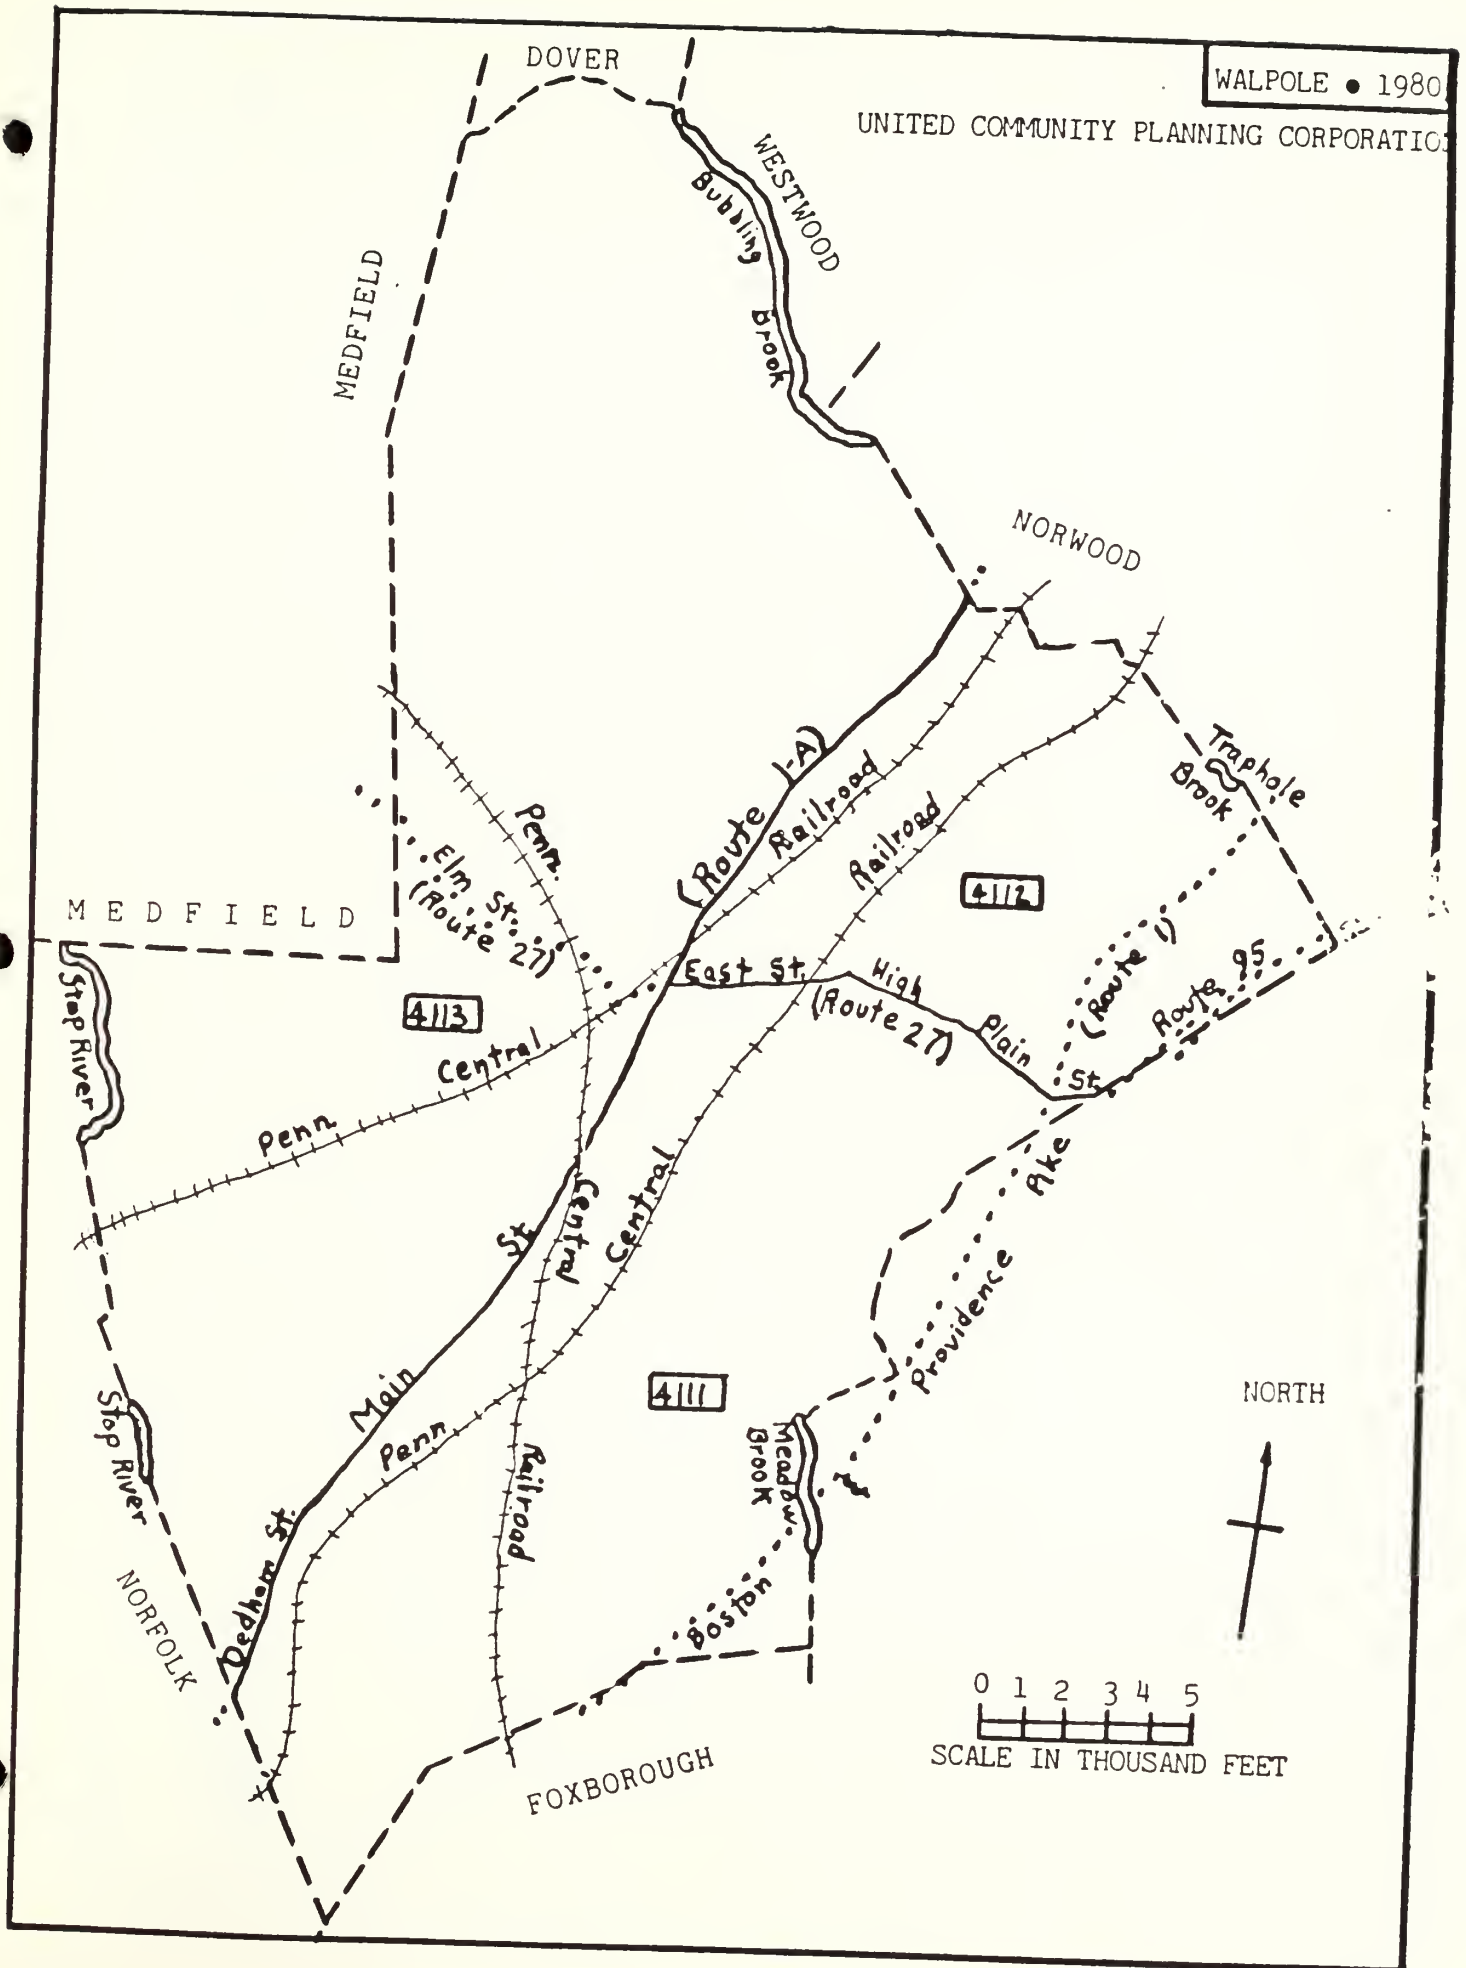 DOVER
WALPOLE • 1980
UNITED COMMUNITY PLANNING CORPORATIO
WESTWOOD
Bubbling
Brook
MEDFIELD
NORWOOD
Traphole
Brook
(Route 1-A)
Railroad
Railroad
Penn.
Elm St.
(Route 27)
4112
MEDFIELD
Stop River
4113
East St.
High
Plain
St.
(Route 27)
(Route 1)
Route 95
Central
Penn
Central
Central
St.
Pike
Providence
Main
Penn
4111
Meadow
Brook
NORTH
Stop River
Railroad
Dedham St.
Boston
NORFOLK
0 1 2 3 4 5
SCALE IN THOUSAND FEET
FOXBOROUGH